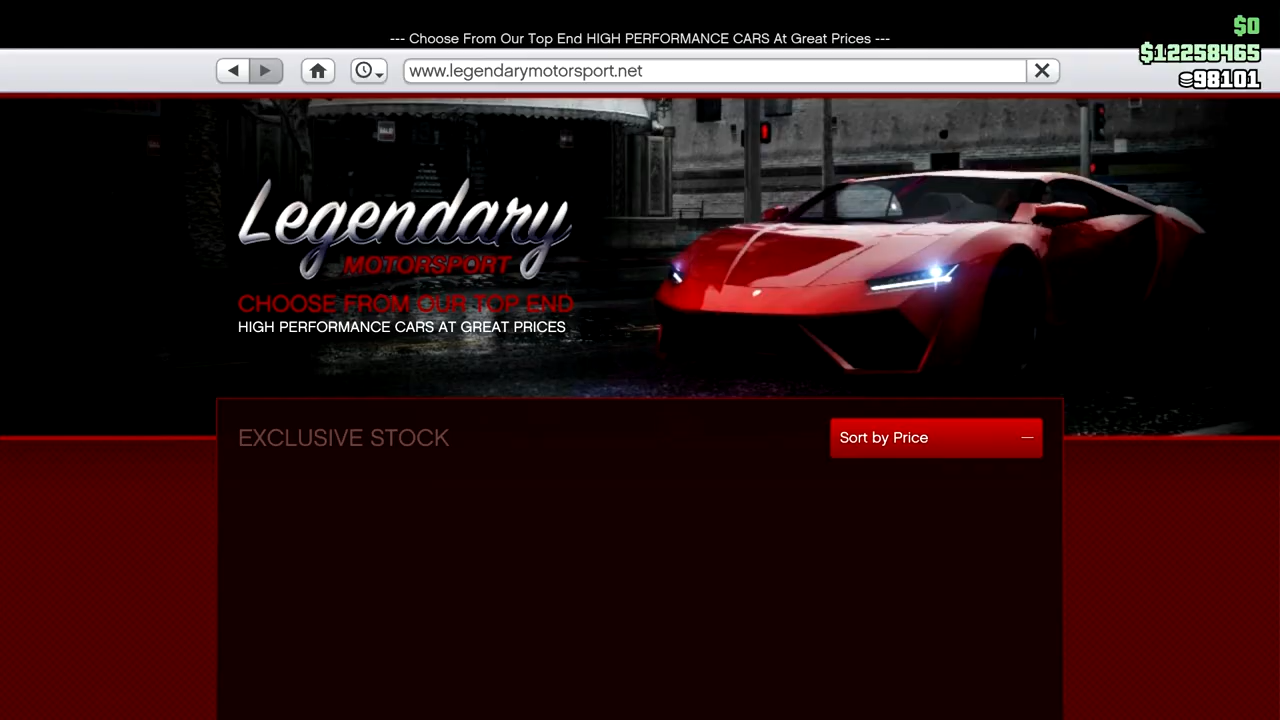 $0
--- Choose From Our Top End HIGH PERFORMANCE CARS At Great Prices ---
$12258465
www.legendarymotorsport.net
98101
Legendary
MOTORSPORT
CHOOSE FROM OUR TOP END
HIGH PERFORMANCE CARS AT GREAT PRICES
EXCLUSIVE STOCK
Sort by Price